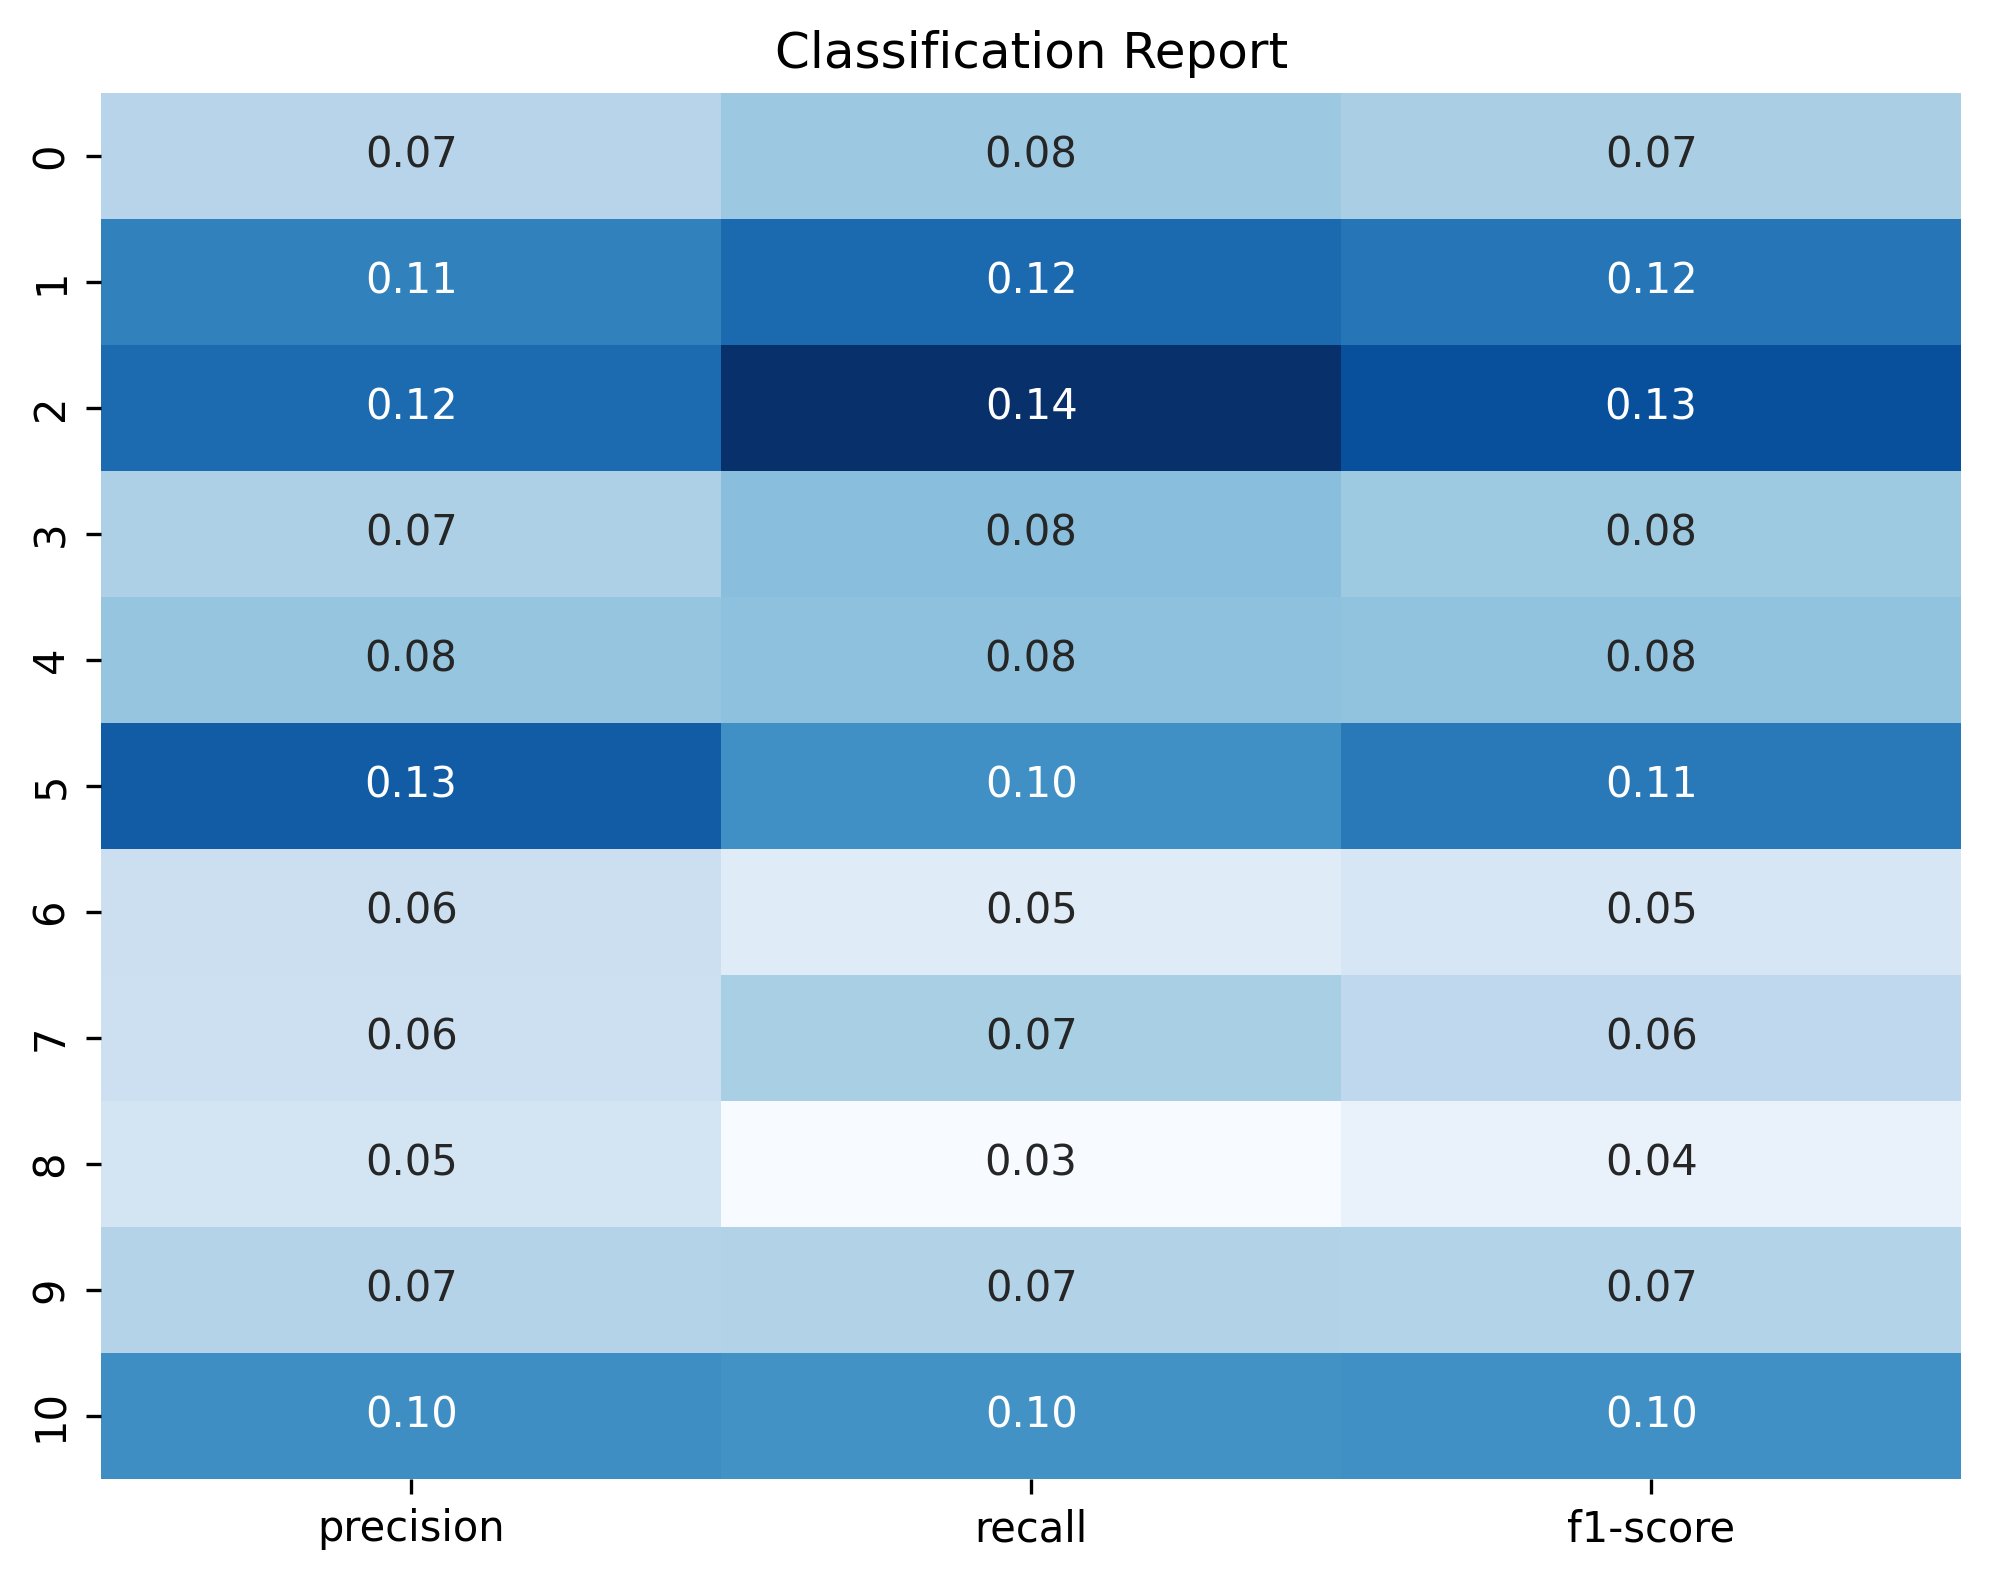 Classification Report
0 0.07 0.08 0.07
1 0.11 0.12 0.12
2 0.12 0.14 0.13
3 0.07 0.08 0.08
4 0.08 0.08 0.08
5 0.13 0.10 0.11
6 0.06 0.05 0.05
7 0.06 0.07 0.06
8 0.05 0.03 0.04
9 0.07 0.07 0.07
10 0.10 0.10 0.10
precision recall f1-score